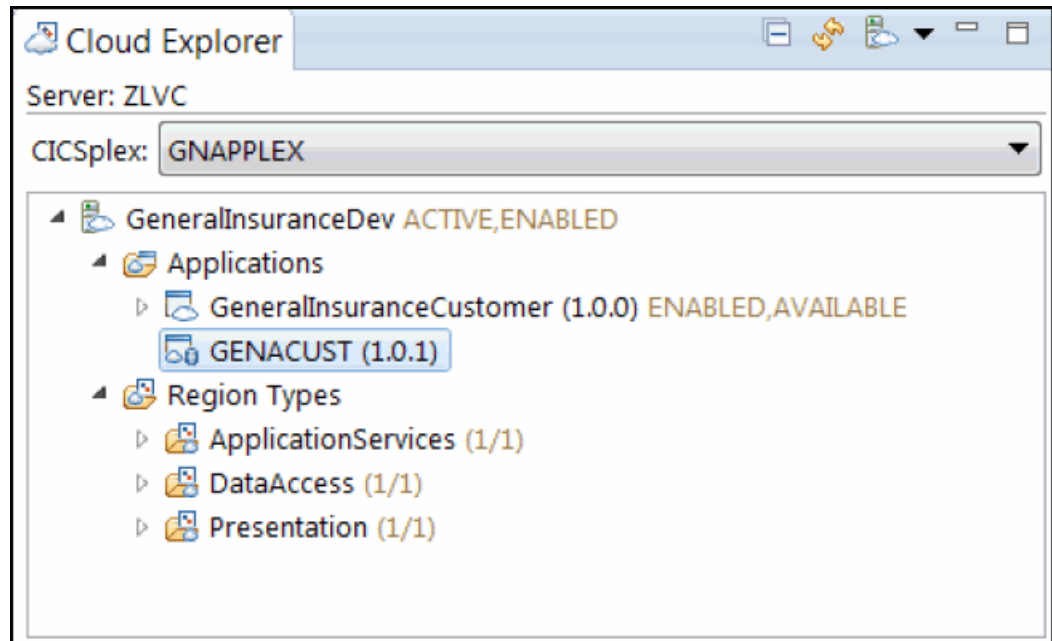 Cloud Explorer
Server: ZLVC
CICSplex: GNAPPLEX
GeneralInsuranceDev ACTIVE,ENABLED
Applications
GeneralInsuranceCustomer (1.0.0) ENABLED,AVAILABLE
GENACUST (1.0.1)
Region Types
ApplicationServices (1/1)
DataAccess (1/1)
Presentation (1/1)